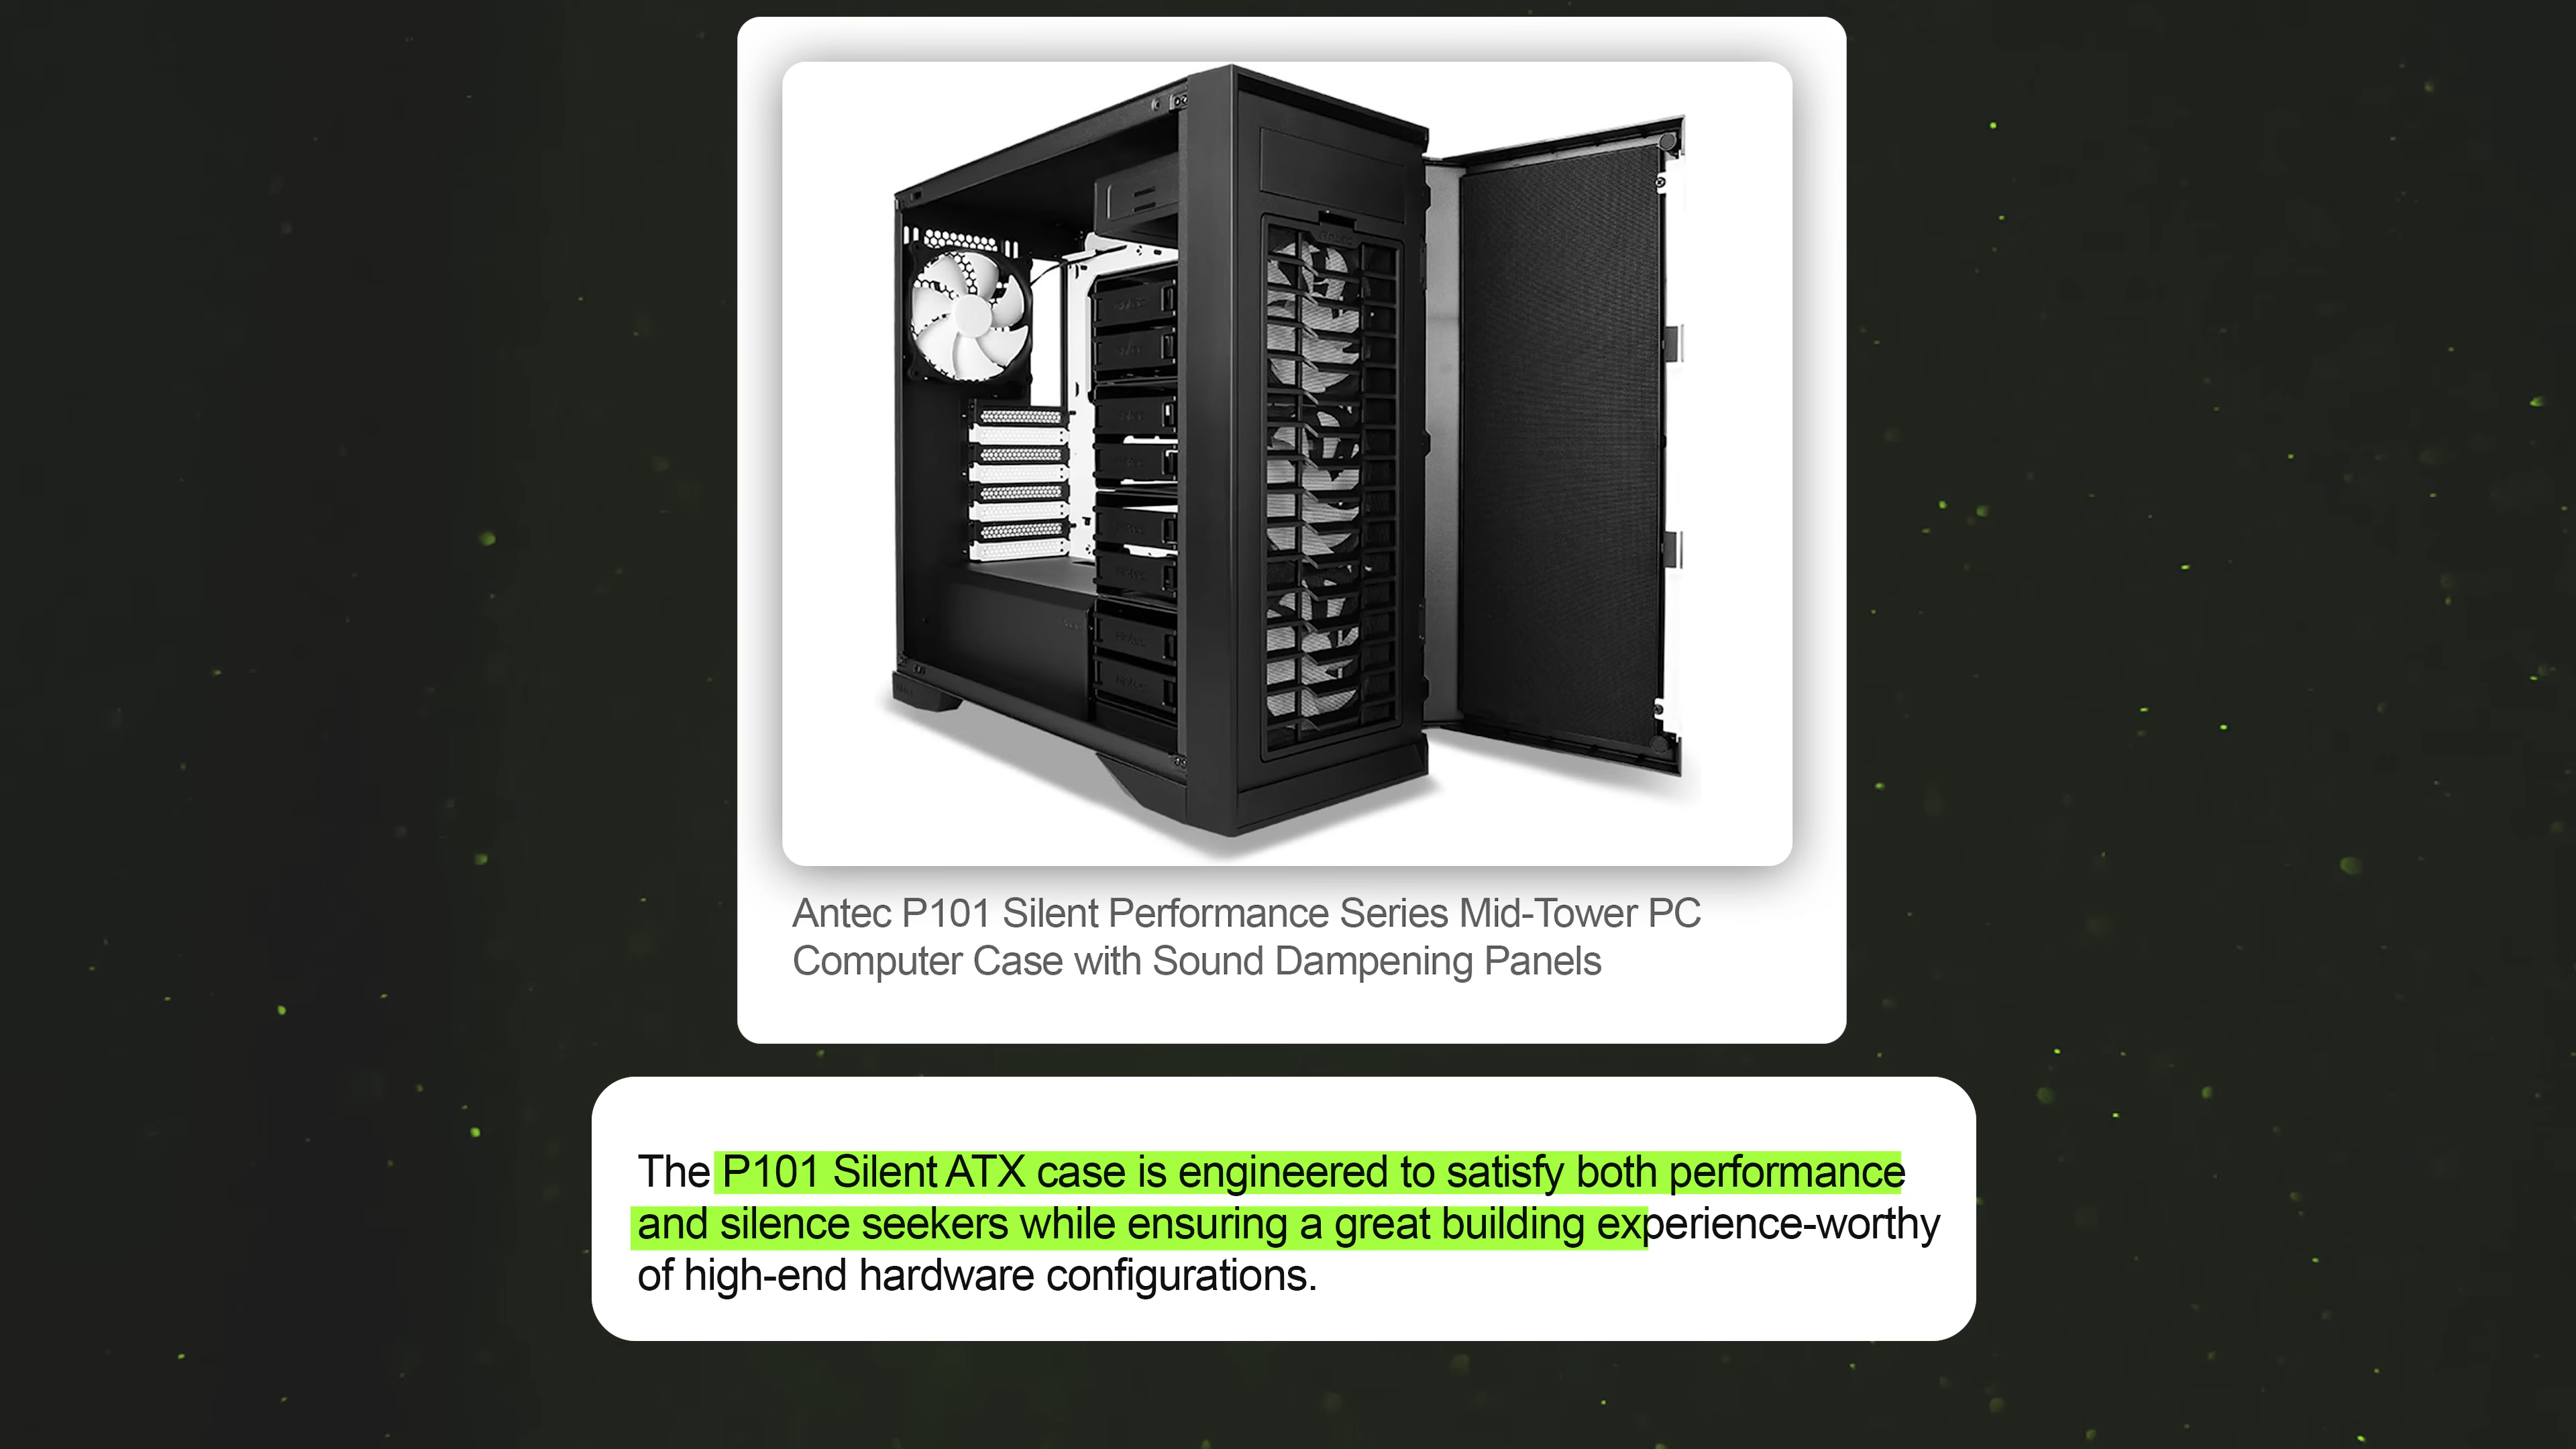 Antec P101 Silent Performance Series Mid-Tower PC
Computer Case with Sound Dampening Panels
The P101 Silent ATX case is engineered to satisfy both performance
and silence seekers while ensuring a great building experience-worthy
of high-end hardware configurations.